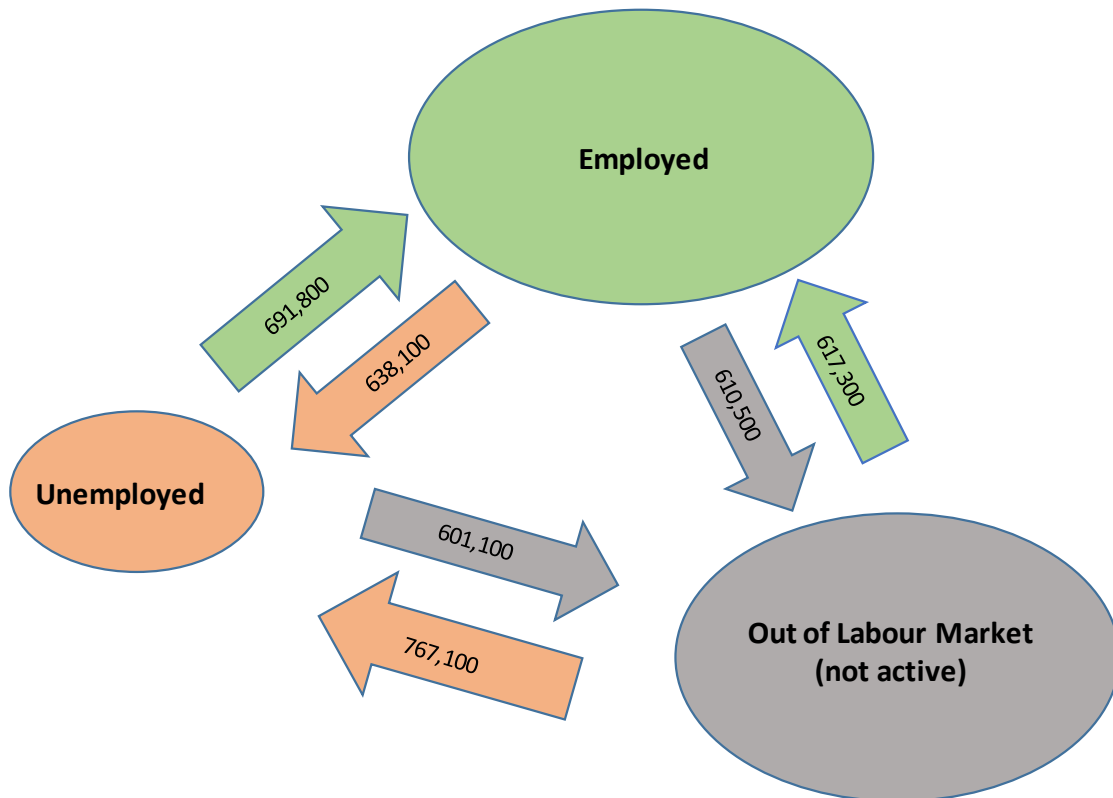 Employed
691,800
638,100
610,500
617,300
Unemployed
601,100
767,100
Out of Labour Market
(not active)